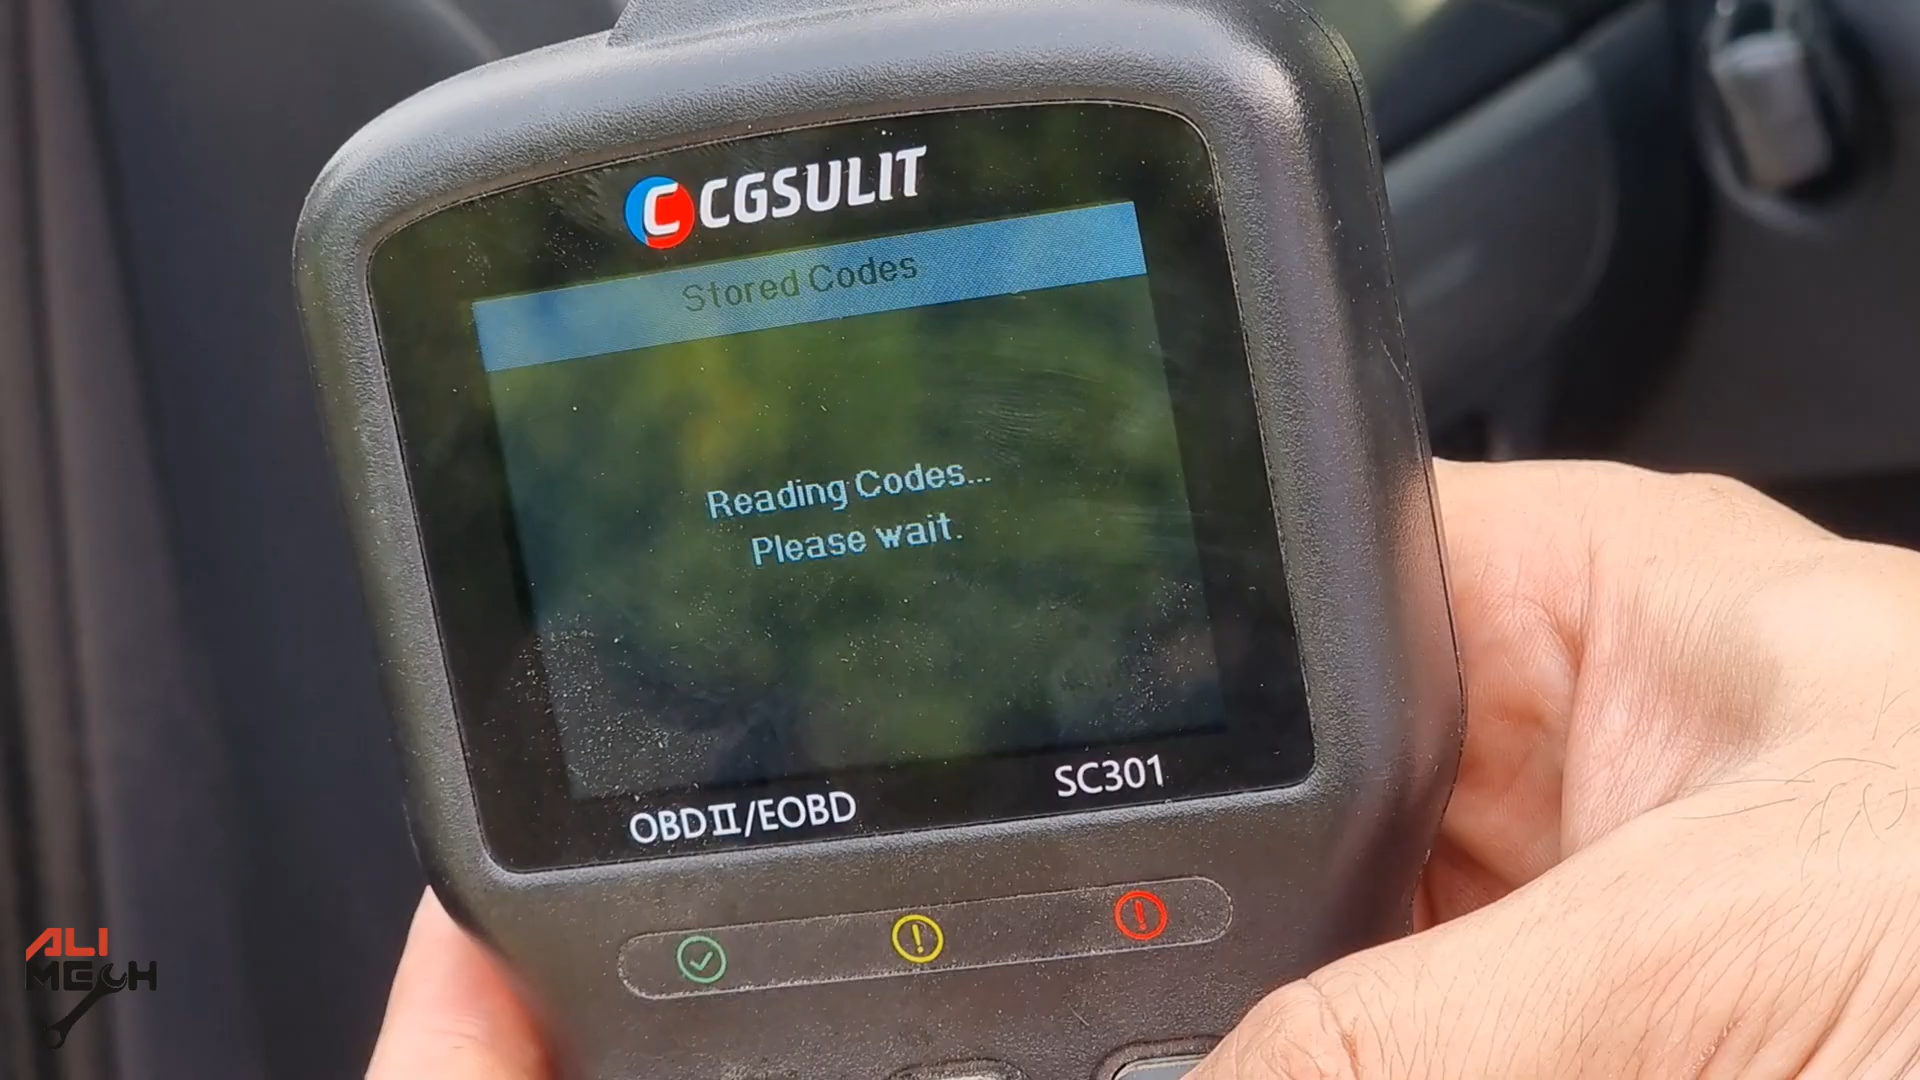 C CGSULIT
Stored Codes
Reading Codes...
Please wait.
OBDII/EOBD
SC301
ALI
MECH